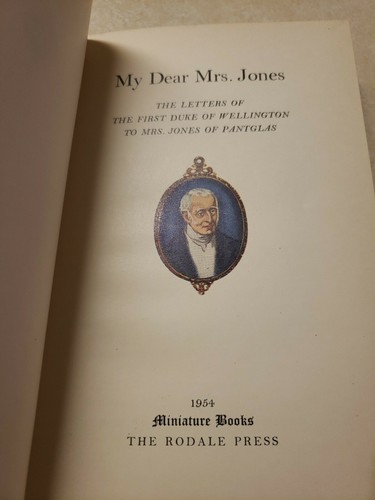 My Dear Mrs. Jones
THE LETTERS OF
THE FIRST DUKE OF WELLINGTON
TO MRS. JONES OF PANTGLAS
1954
Miniature Books
THE RODALE PRESS